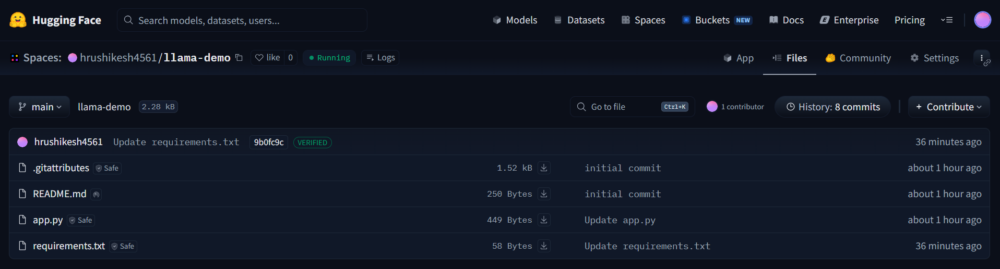 Hugging Face Search models, datasets, users... Models Datasets Spaces Buckets NEW Docs Enterprise Pricing
Spaces: hrushikesh4561/llama-demo like 0 Running Logs App Files Community Settings
main llama-demo 2.28 kB Go to file Ctrl+K 1 contributor History: 8 commits + Contribute
hrushikesh4561 Update requirements.txt 9b0fc9c VERIFIED 36 minutes ago
.gitattributes Safe 1.52 kB initial commit about 1 hour ago
README.md 250 Bytes initial commit about 1 hour ago
app.py Safe 449 Bytes Update app.py about 1 hour ago
requirements.txt Safe 58 Bytes Update requirements.txt 36 minutes ago